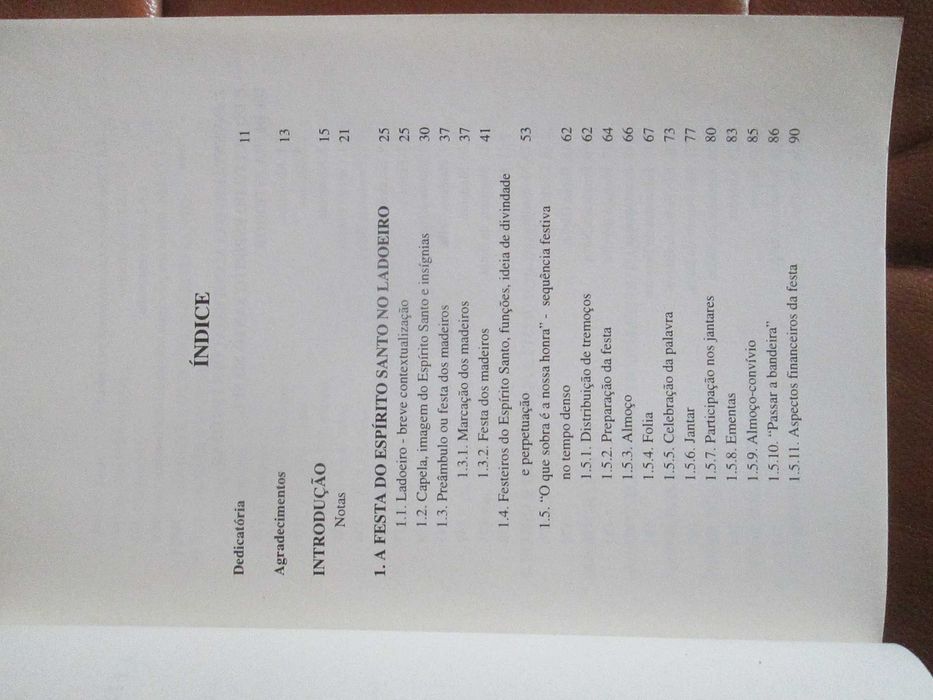 ÍNDICE
Dedicatória 11
Agradecimentos 13
INTRODUÇÃO 15
Notas 21
1. A FESTA DO ESPÍRITO SANTO NO LADOEIRO 25
1.1. Ladoeiro - breve contextualização 25
1.2. Capela, imagem do Espírito Santo e insígnias 30
1.3. Preâmbulo ou festa dos madeiros 37
1.3.1. Marcação dos madeiros 37
1.3.2. Festa dos madeiros 41
1.4. Festeiros do Espírito Santo, funções, ideia de divindade
e perpetuação 53
1.5. “O que sobra é a nossa honra” - sequência festiva
no tempo denso 62
1.5.1. Distribuição de tremoços 62
1.5.2. Preparação da festa 64
1.5.3. Almoço 66
1.5.4. Folia 67
1.5.5. Celebração da palavra 73
1.5.6. Jantar 77
1.5.7. Participação nos jantares 80
1.5.8. Ementas 83
1.5.9. Almoço-convívio 85
1.5.10. “Passar a bandeira” 86
1.5.11. Aspectos financeiros da festa 90